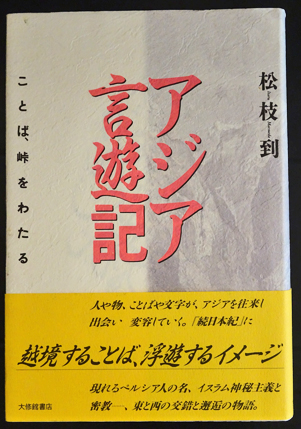 松枝到
アジア
言遊記
ことば、峠をわたる
人や物、ことばや文字が、アジアを往来し
出会い 変容していく。『続日本紀』に
越境することば、浮遊するイメージ
現れるペルシア人の名、イスラム神秘主義と
密教―、東と西の交錯と邂逅の物語。
大修館書店